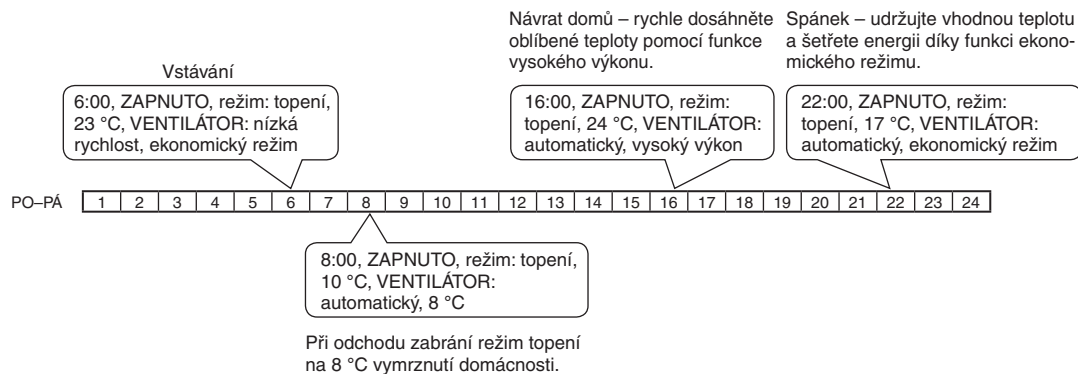 Návrat domů – rychle dosáhněte
oblíbené teploty pomocí funkce
vysokého výkonu.
Spánek – udržujte vhodnou teplotu
a šetřete energii díky funkci ekono-
mického režimu.
Vstávání
6:00, ZAPNUTO, režim: topení,
23 °C, VENTILÁTOR: nízká
rychlost, ekonomický režim
16:00, ZAPNUTO, režim:
topení, 24 °C, VENTILÁTOR:
automatický, vysoký výkon
22:00, ZAPNUTO, režim:
topení, 17 °C, VENTILÁTOR:
automatický, ekonomický režim
PO–PÁ 1 2 3 4 5 6 7 8 9 10 11 12 13 14 15 16 17 18 19 20 21 22 23 24
8:00, ZAPNUTO, režim: topení,
10 °C, VENTILÁTOR:
automatický, 8 °C
Při odchodu zabrání režim topení
na 8 °C vymrznutí domácnosti.